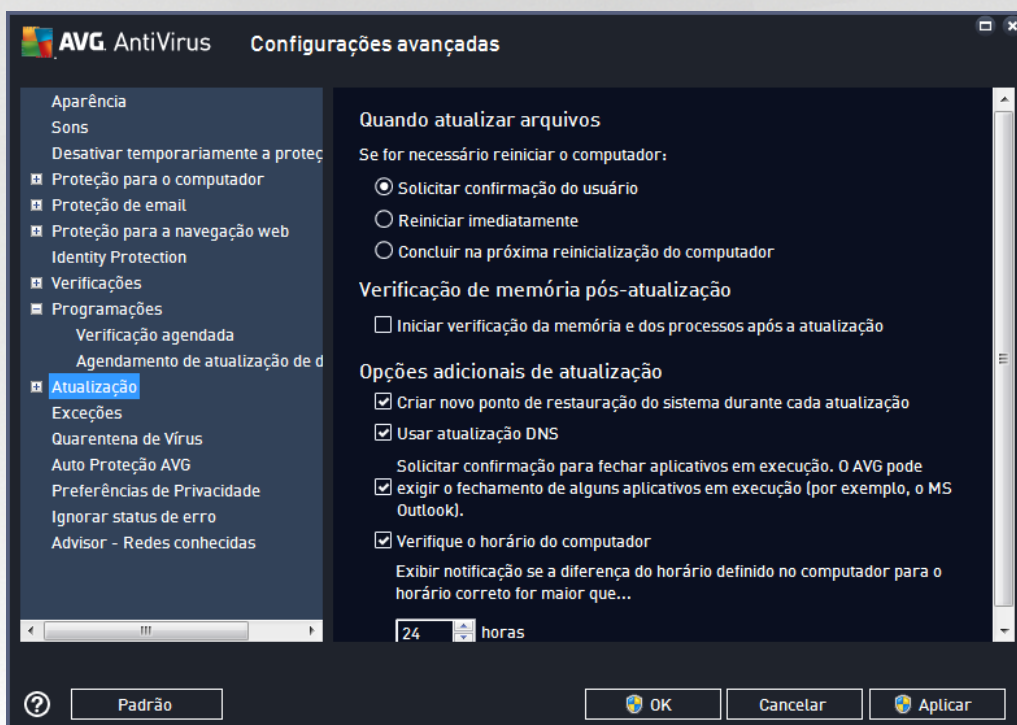 AVG. AntiVirus Configurações avançadas
Aparência
Sons
Desativar temporariamente a proteç
Proteção para o computador
Proteção de email
Proteção para a navegação web
Identity Protection
Verificações
Programações
Verificação agendada
Agendamento de atualização de d
Atualização
Exceções
Quarentena de Vírus
Auto Proteção AVG
Preferências de Privacidade
Ignorar status de erro
Advisor - Redes conhecidas
Quando atualizar arquivos
Se for necessário reiniciar o computador:
Solicitar confirmação do usuário
Reiniciar imediatamente
Concluir na próxima reinicialização do computador
Verificação de memória pós-atualização
Iniciar verificação da memória e dos processos após a atualização
Opções adicionais de atualização
Criar novo ponto de restauração do sistema durante cada atualização
Usar atualização DNS
Solicitar confirmação para fechar aplicativos em execução. O AVG pode
exigir o fechamento de alguns aplicativos em execução (por exemplo, o MS
Outlook).
Verifique o horário do computador
Exibir notificação se a diferença do horário definido no computador para o
horário correto for maior que...
24 horas
? Padrão OK Cancelar Aplicar